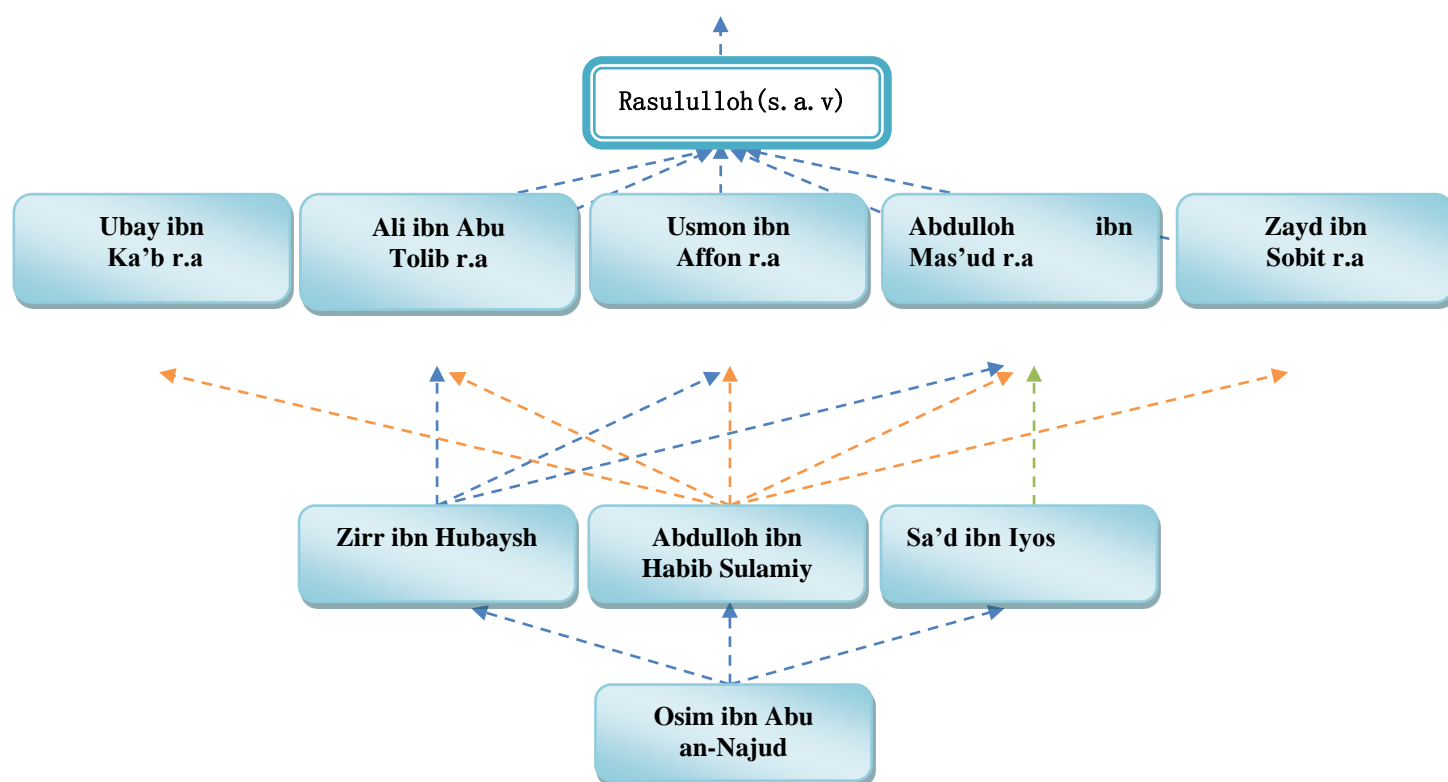 Rasululloh(s.a.v)
Ubay ibn
Ka’b r.a
Ali ibn Abu
Tolib r.a
Usmon ibn
Affon r.a
Abdulloh ibn
Mas’ud r.a
Zayd ibn
Sobit r.a
Zirr ibn Hubaysh
Abdulloh ibn
Habib Sulamiy
Sa’d ibn Iyos
Osim ibn Abu
an-Najud